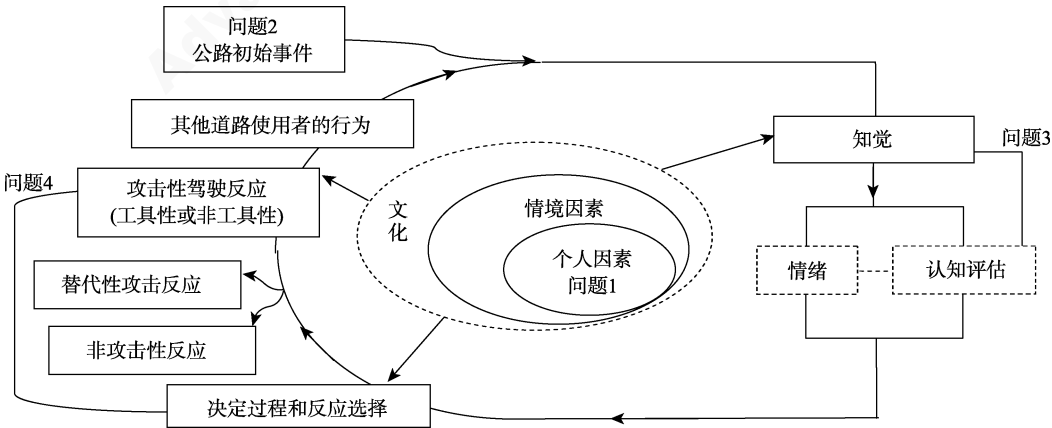 问题2
公路初始事件
其他道路使用者的行为
知觉
问题3
问题4
攻击性驾驶反应
(工具性或非工具性)
文
化
情境因素
个人因素
问题1
情绪
认知评估
替代性攻击反应
非攻击性反应
决定过程和反应选择